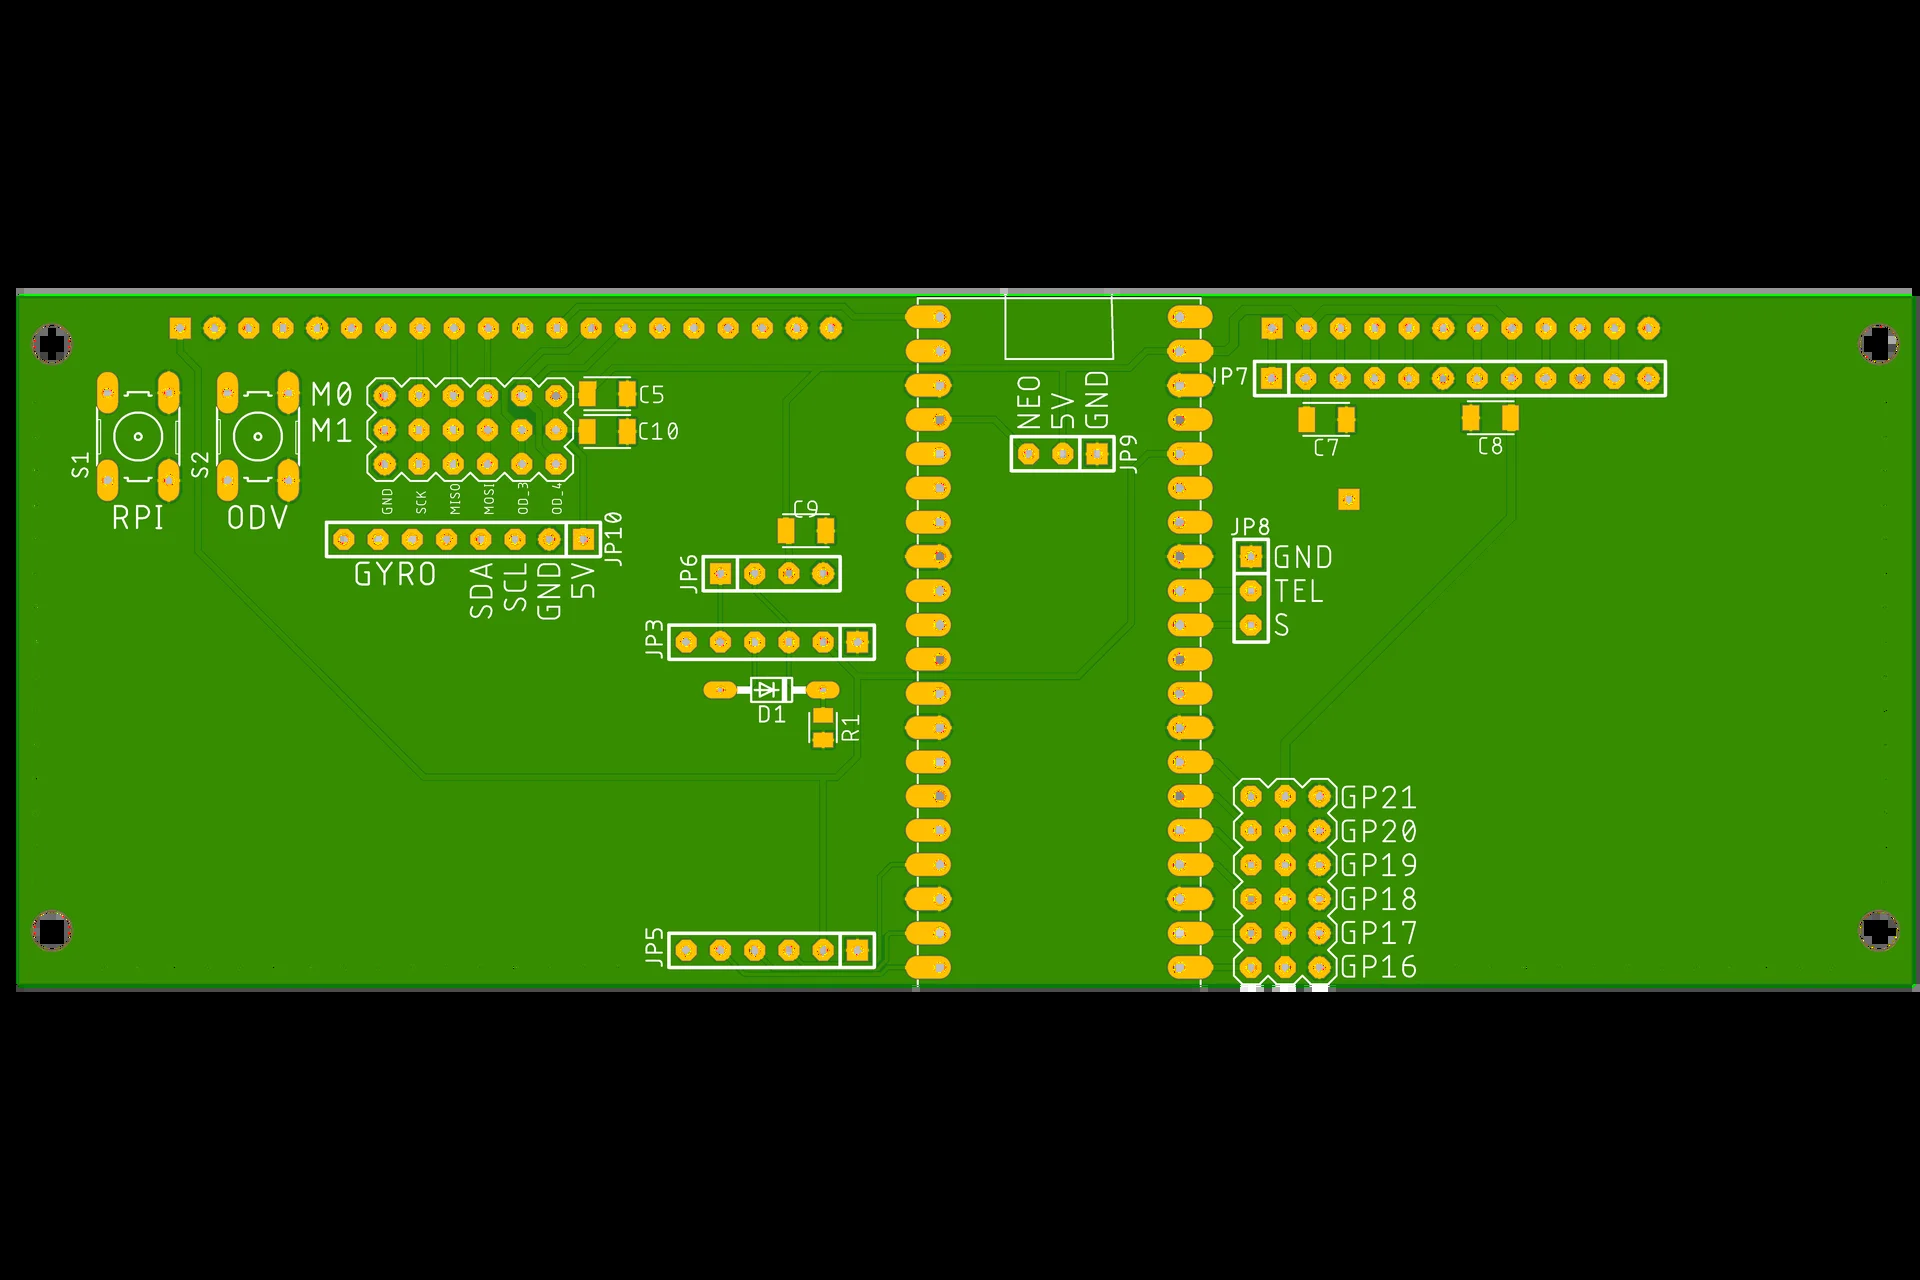 M0
M1
S1
S2
RPI
ODV
GND
SCK
MISO
MOSI
OD_3
OD_4
C5
C10
JP10
GYRO
SDA
SCL
GND
5V
C9
JP6
JP3
D1
R1
JP5
NEO
5V
GND
JP9
JP7
C7
C8
JP8
GND
TEL
S
GP21
GP20
GP19
GP18
GP17
GP16